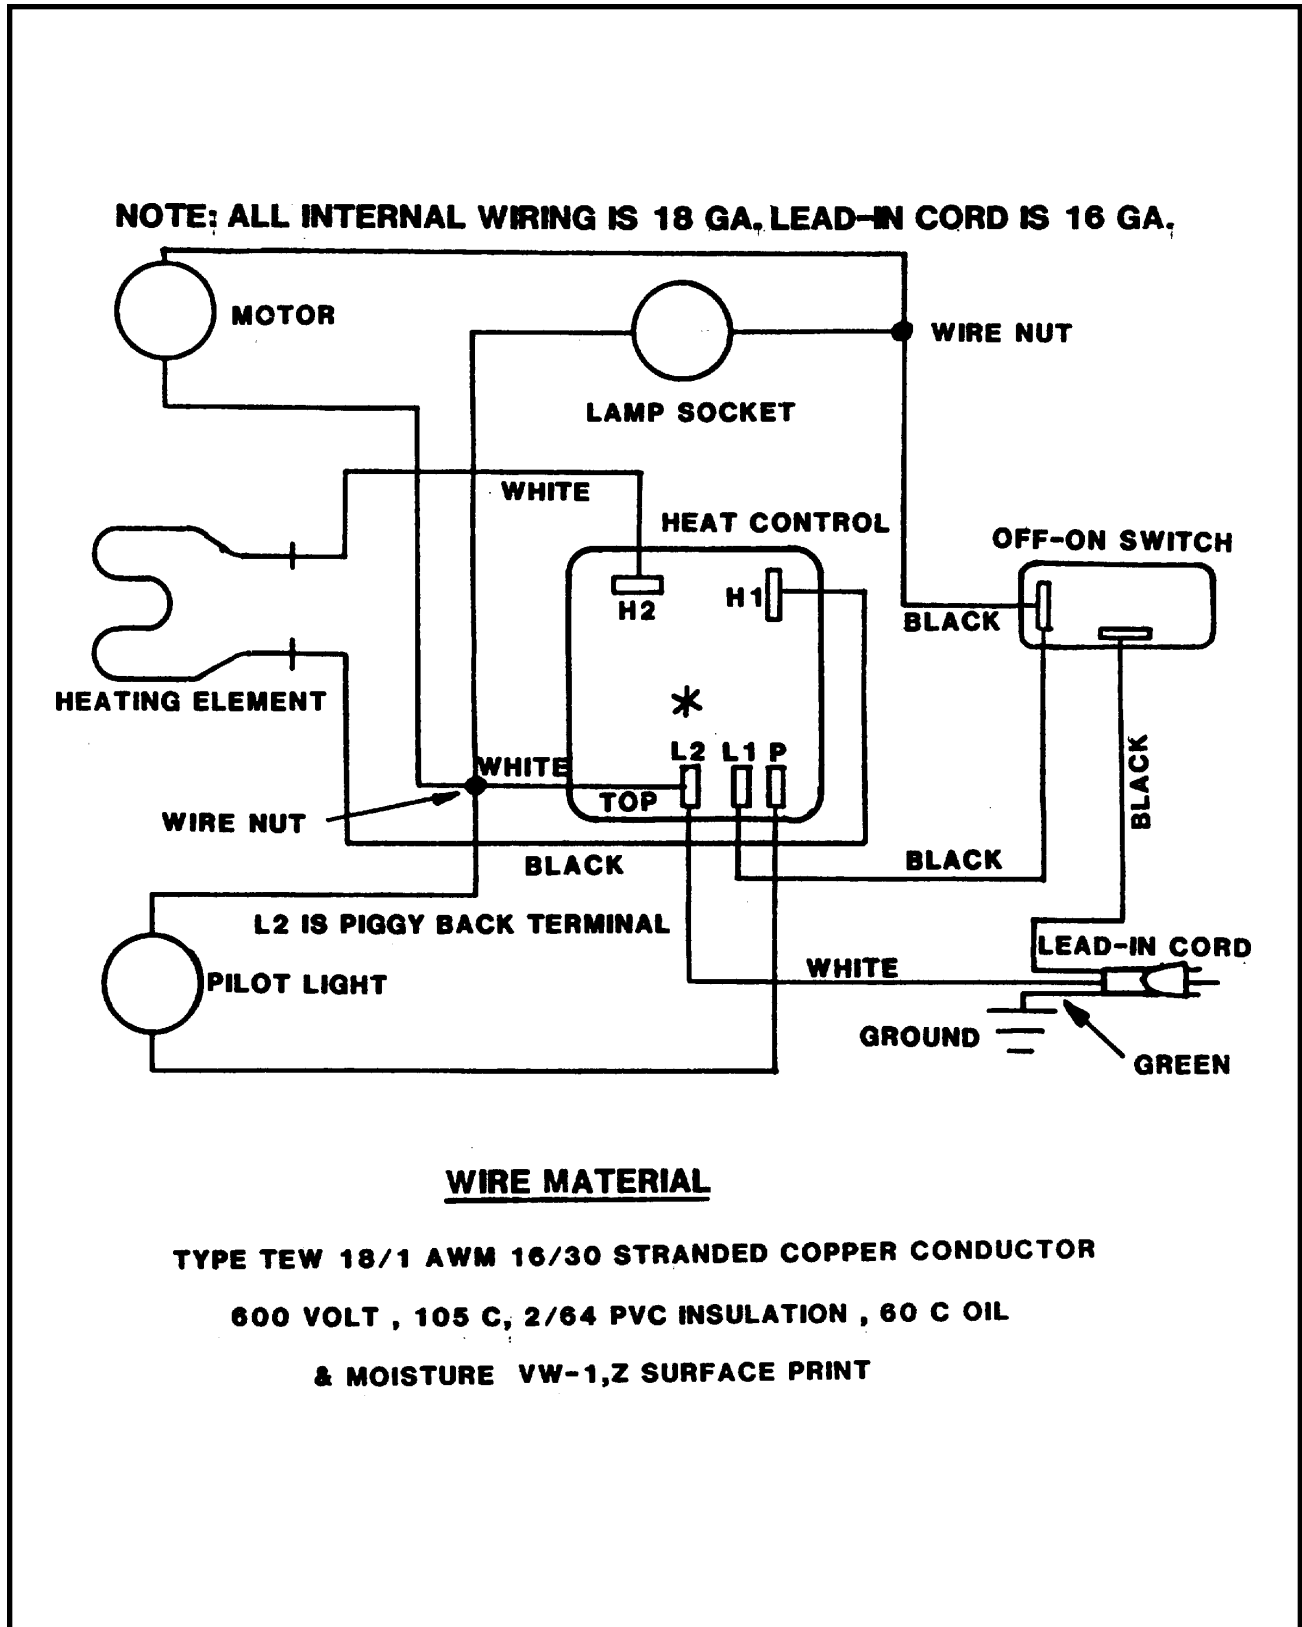 NOTE: ALL INTERNAL WIRING IS 18 GA. LEAD-IN CORD IS 16 GA.
MOTOR
WIRE NUT
LAMP SOCKET
WHITE
HEAT CONTROL
OFF-ON SWITCH
H2
H1
BLACK
HEATING ELEMENT
*
L2 L1 P
BLACK
WHITE
TOP
WIRE NUT
BLACK
BLACK
L2 IS PIGGY BACK TERMINAL
LEAD-IN CORD
WHITE
PILOT LIGHT
GROUND
GREEN
WIRE MATERIAL
TYPE TEW 18/1 AWM 16/30 STRANDED COPPER CONDUCTOR
600 VOLT , 105 C, 2/64 PVC INSULATION , 60 C OIL
& MOISTURE VW-1,Z SURFACE PRINT